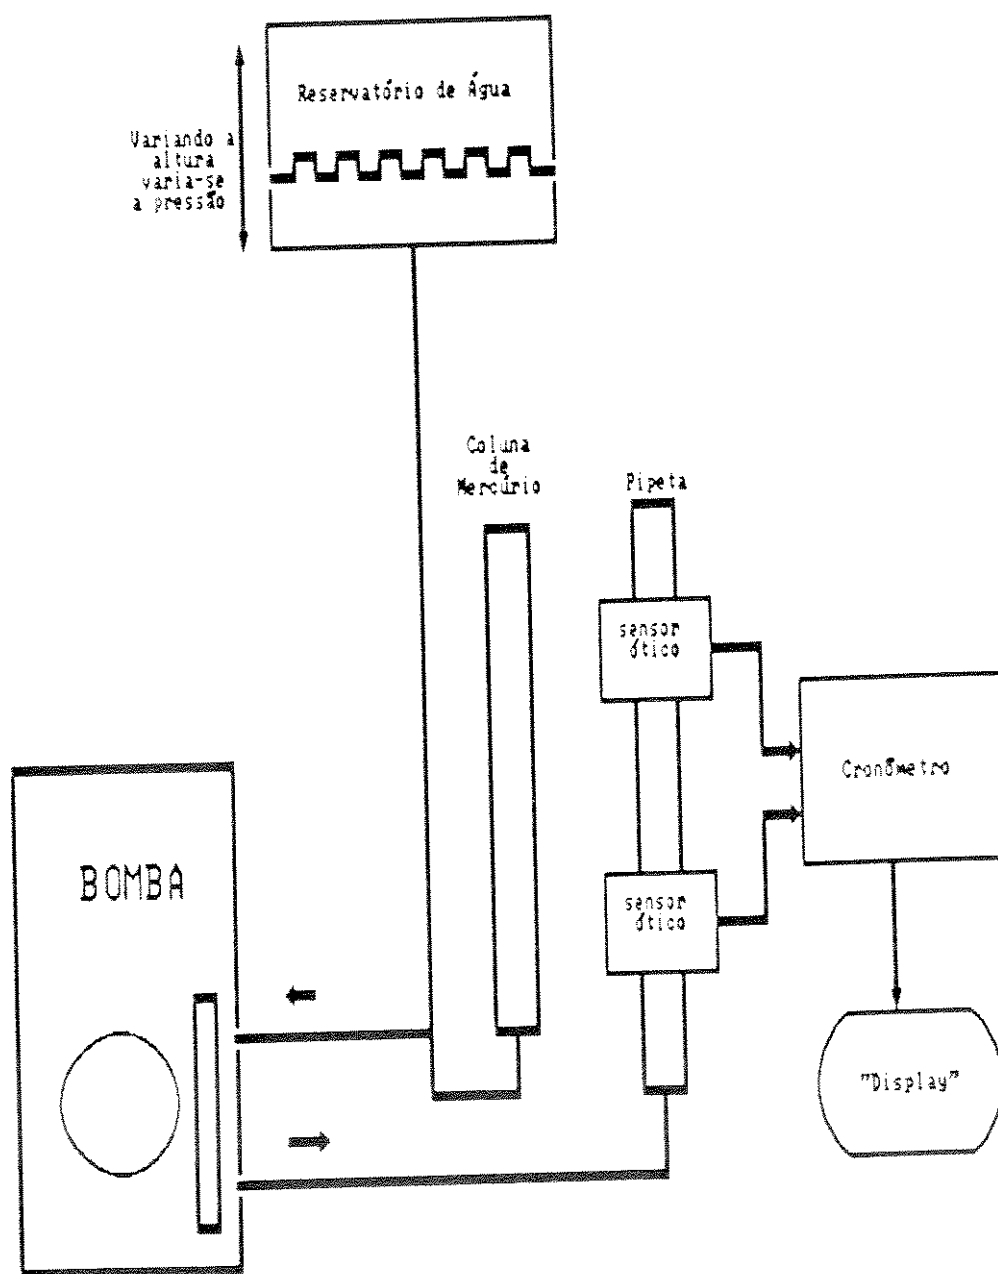 Reservatório de Água
Variando a
altura
varia-se
a pressão
Coluna
de
Mercúrio
Pipeta
sensor
ótico
Cronômetro
BOMBA
sensor
ótico
"Display"